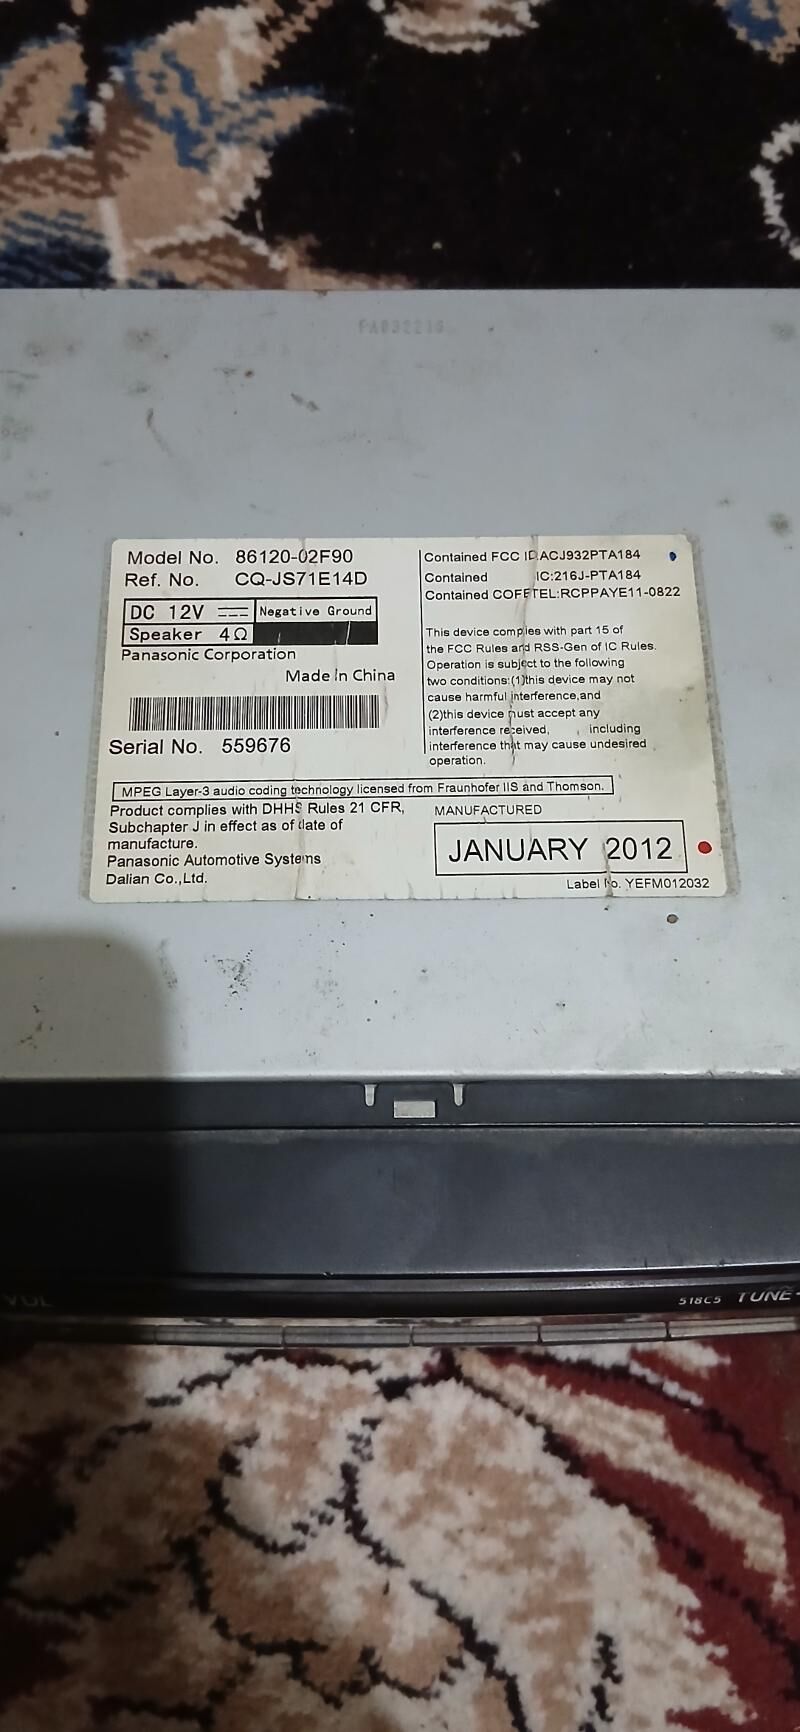 Model No. 86120-02F90
Ref. No. CQ-JS71E14D
DC 12V Negative Ground
Speaker 4Ω
Panasonic Corporation
Made in China
Serial No. 559676
Contained FCC ID:ACJ932PTA184
Contained IC:216J-PTA184
Contained COFETEL:RCPPAYE11-0822
This device complies with part 15 of
the FCC Rules and RSS-Gen of IC Rules.
Operation is subject to the following
two conditions:(1)this device may not
cause harmful interference,and
(2)this device must accept any
interference received, including
interference that may cause undesired
operation.
MPEG Layer-3 audio coding technology licensed from Fraunhofer IIS and Thomson.
Product complies with DHHS Rules 21 CFR,
Subchapter J in effect as of date of
manufacture.
Panasonic Automotive Systems
Dalian Co.,Ltd.
MANUFACTURED
JANUARY 2012
Label No. YEFM012032
VOL
518C5 TUNE